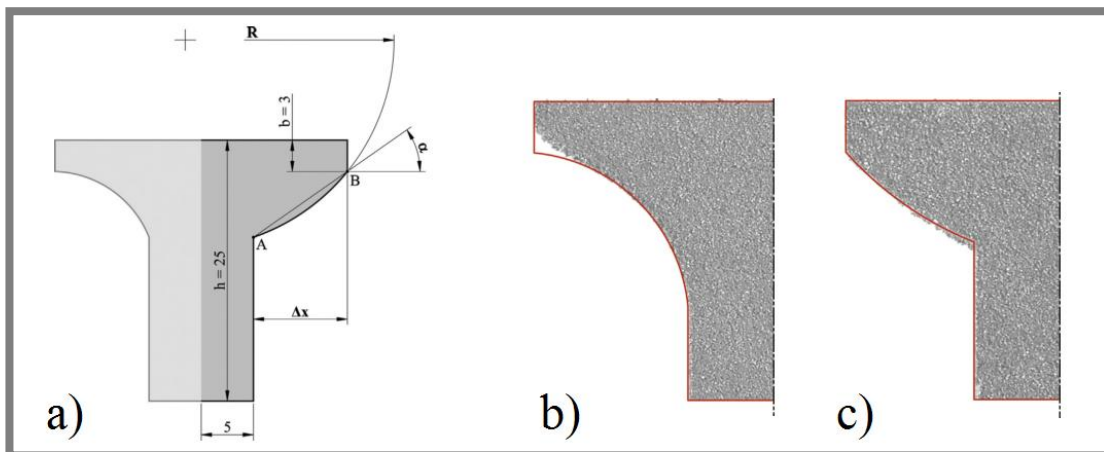 R
b = 3
α
B
A
h = 25
Δx
5
a)
b)
c)